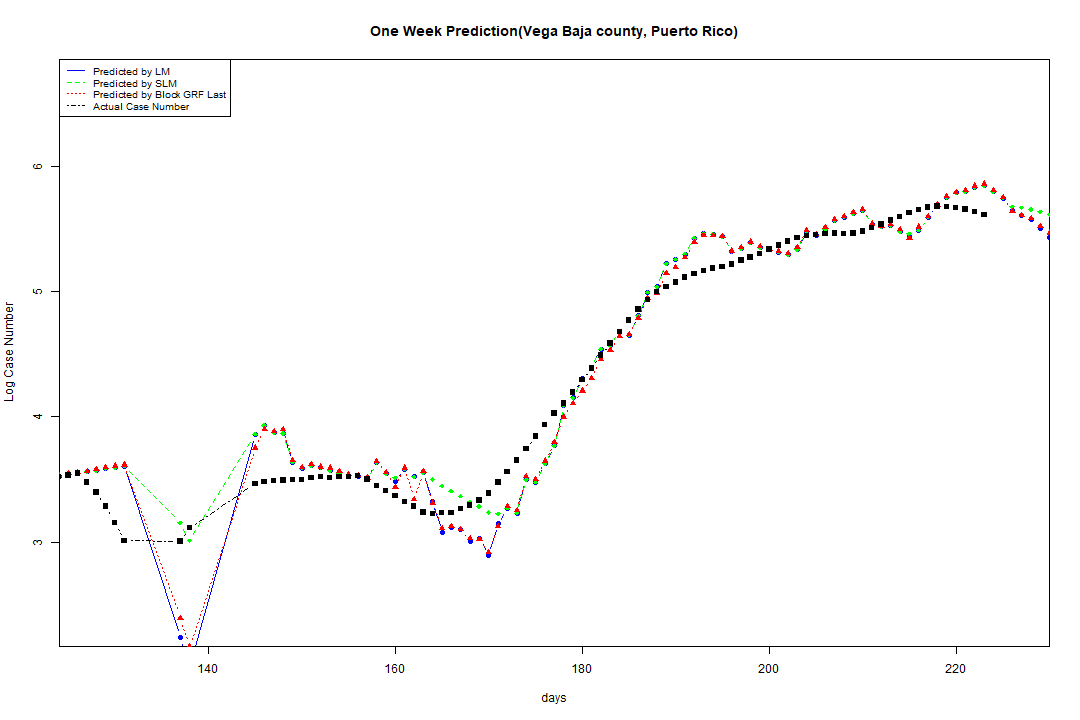 One Week Prediction(Vega Baja county, Puerto Rico)
Predicted by LM
Predicted by SLM
Predicted by Block GRF Last
Actual Case Number
6
5
4
3
Log Case Number
140 160 180 200 220
days